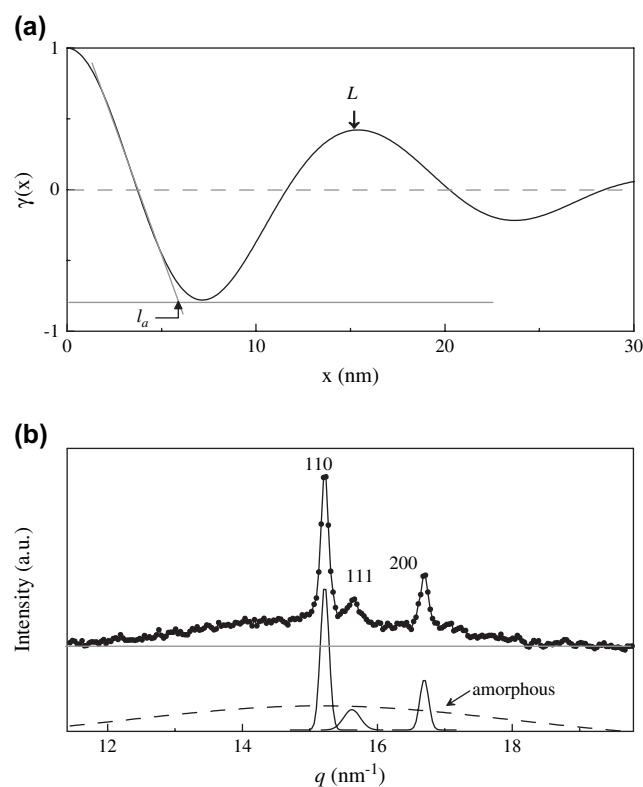 (a)
1
0
-1
γ(x)
L
lₐ
0
10
20
30
x (nm)
(b)
110
111
200
amorphous
Intensity (a.u.)
12
14
16
18
q (nm⁻¹)